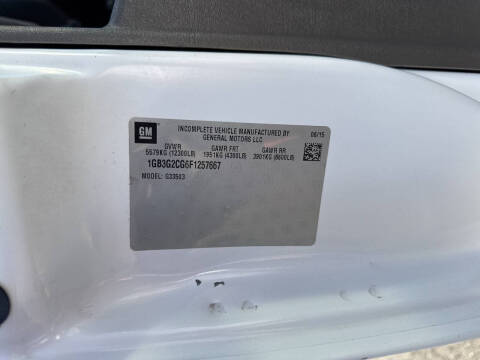 GM
INCOMPLETE VEHICLE MANUFACTURED BY
GENERAL MOTORS LLC
06/15
GVWR GAWR FRT GAWR RR
5579KG (12300LB) 1951KG (4300LB) 3901KG (8600LB)
1GB3G2CG6F1257667
MODEL: G33503